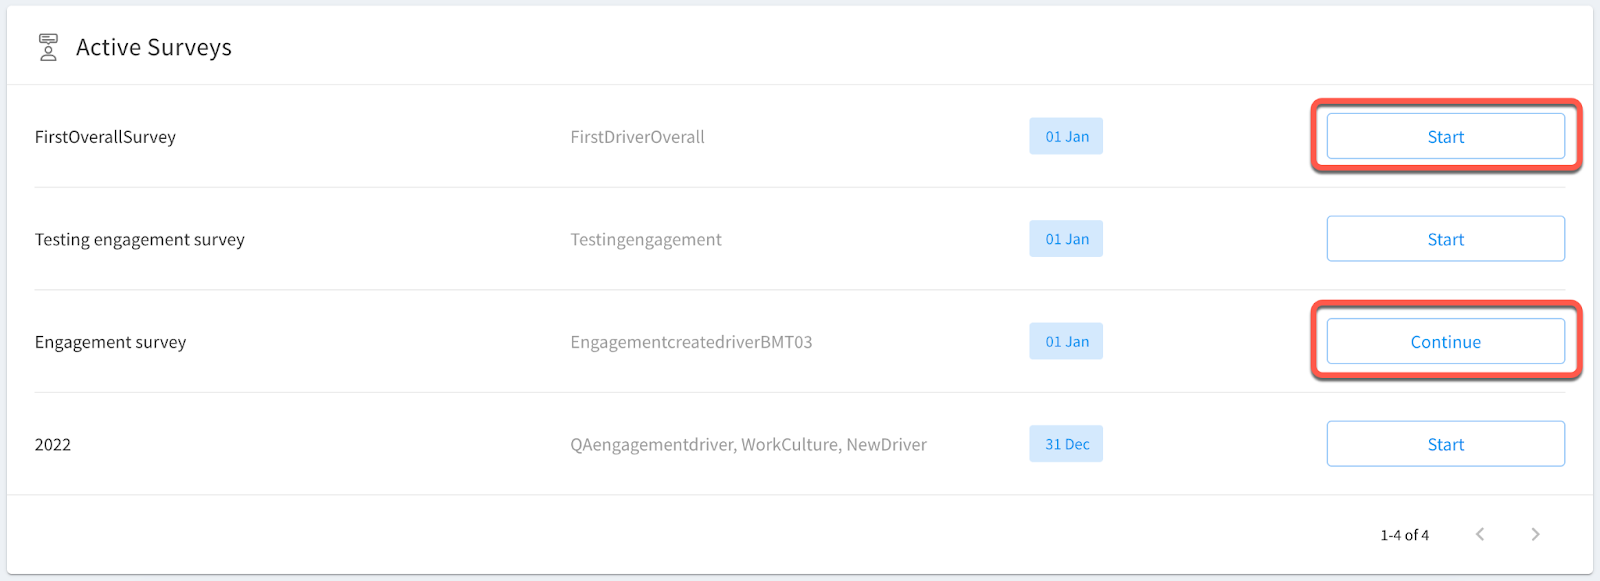 Active Surveys
FirstOverallSurvey FirstDriverOverall 01 Jan Start
Testing engagement survey Testingengagement 01 Jan Start
Engagement survey EngagementcreatedriverBMT03 01 Jan Continue
2022 QAengagementdriver, WorkCulture, NewDriver 31 Dec Start
1-4 of 4